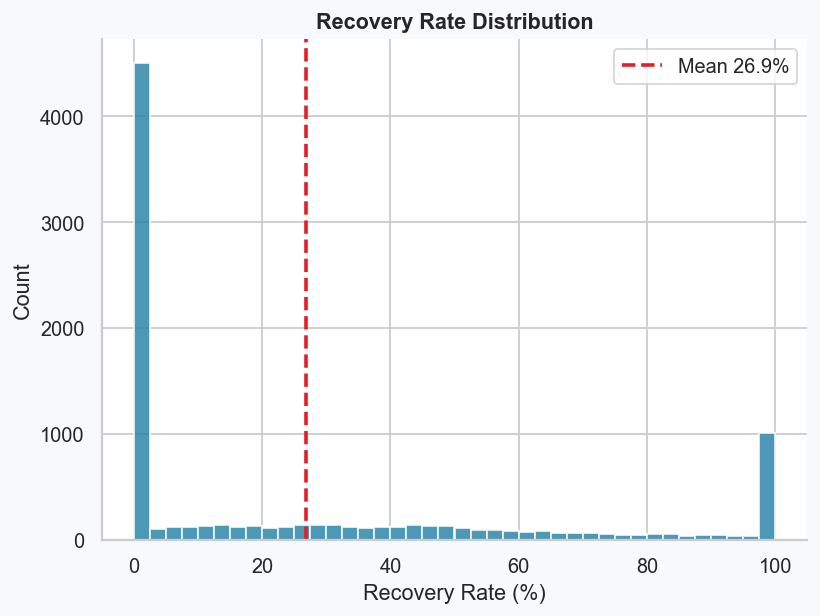 Recovery Rate Distribution
Mean 26.9%
4000
3000
2000
1000
0
Count
0 20 40 60 80 100
Recovery Rate (%)